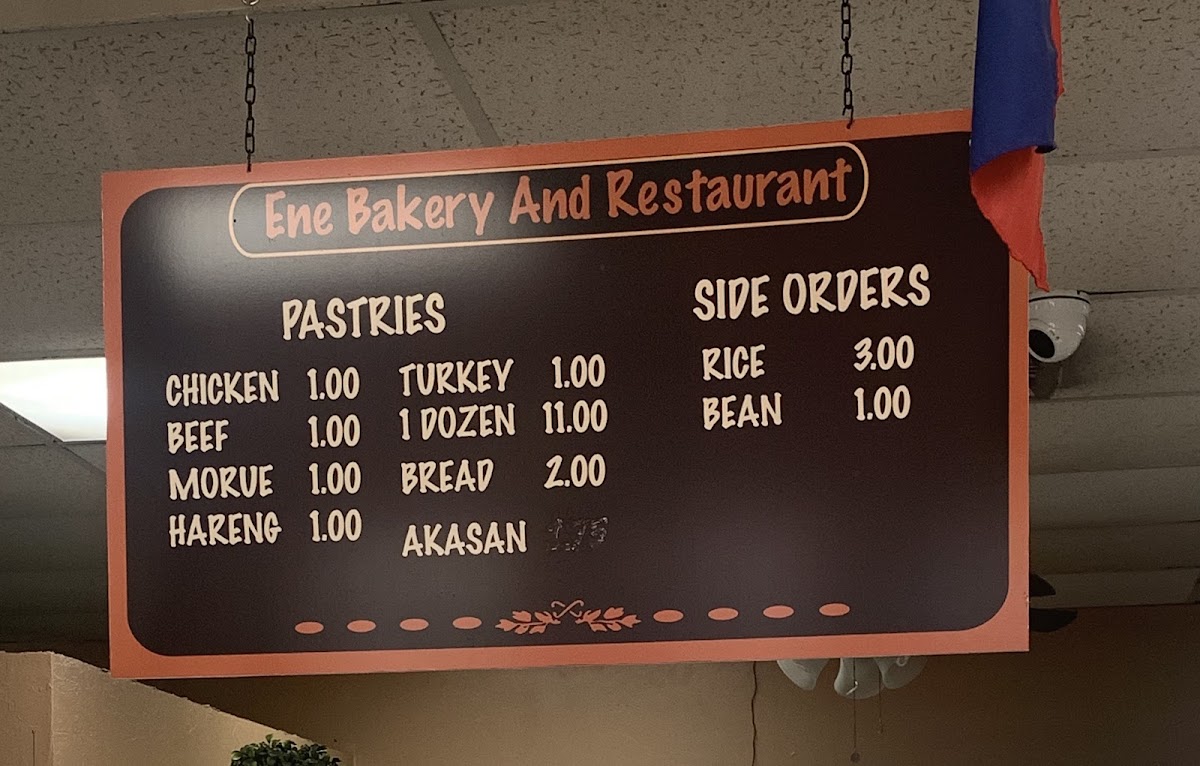 Ene Bakery And Restaurant
PASTRIES
CHICKEN 1.00
BEEF 1.00
MORUE 1.00
HARENG 1.00
TURKEY 1.00
1 DOZEN 11.00
BREAD 2.00
AKASAN
SIDE ORDERS
RICE 3.00
BEAN 1.00